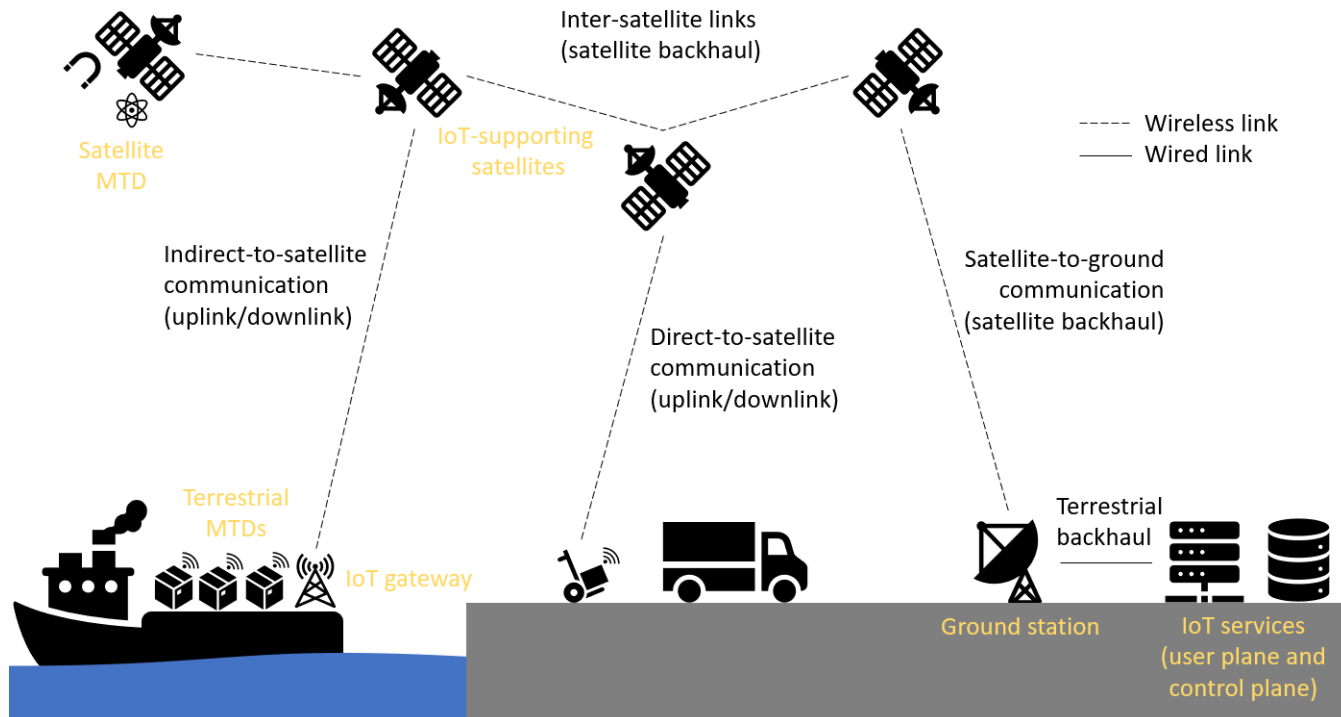 Inter-satellite links
(satellite backhaul)
Wireless link
Wired link
Satellite
MTD
IoT-supporting
satellites
Indirect-to-satellite
communication
(uplink/downlink)
Direct-to-satellite
communication
(uplink/downlink)
Satellite-to-ground
communication
(satellite backhaul)
Terrestrial
MTDs
IoT gateway
Terrestrial
backhaul
Ground station
IoT services
(user plane and
control plane)